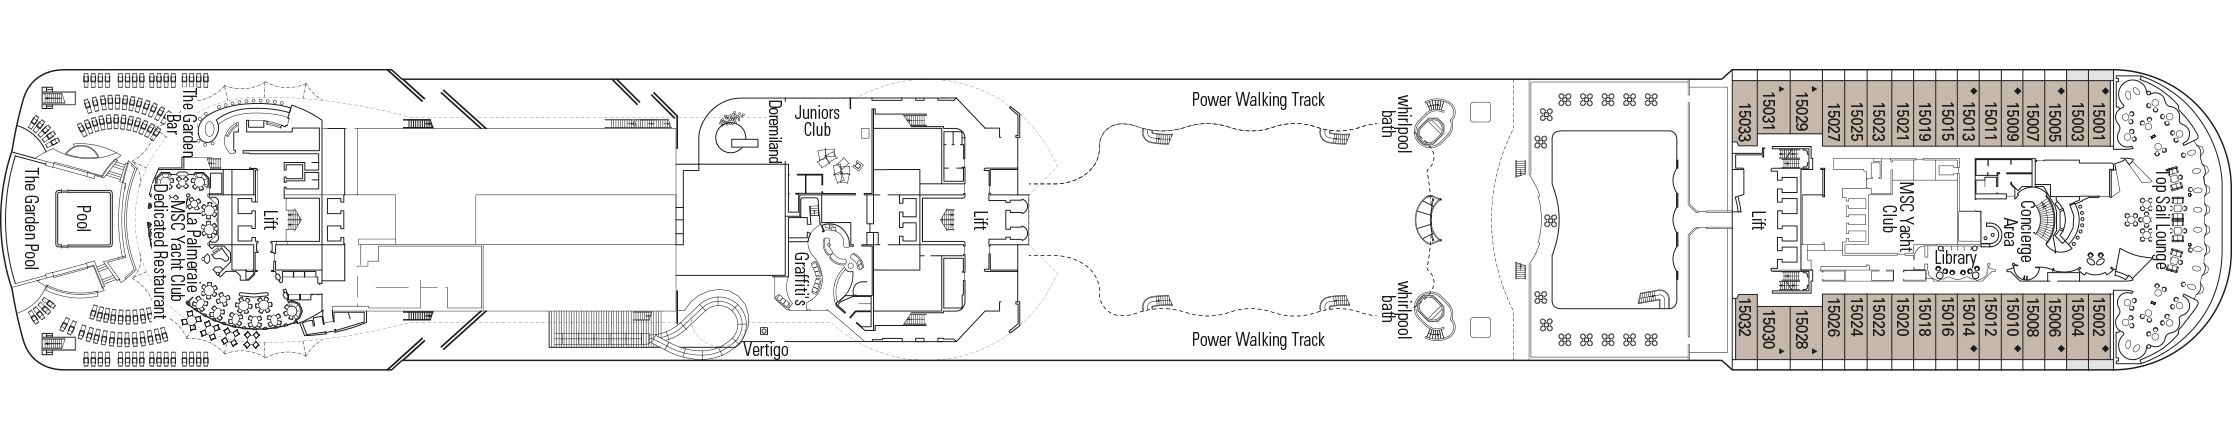 The Garden Pool
Pool
The Garden
Bar
La Palmeraie
MSC Yacht Club
Dedicated Restaurant
Lift
Doremiland
Juniors
Club
Graffiti's
Vertigo
Lift
Power Walking Track
Power Walking Track
whirlpool
bath
whirlpool
bath
Lift
MSC Yacht
Club
Library
Concierge
Area
Top Sail Lounge
15033
15031
15029
15027
15025
15023
15021
15019
15015
15013
15011
15009
15007
15005
15003
15001
15032
15030
15028
15026
15024
15022
15020
15018
15016
15014
15012
15010
15008
15006
15004
15002